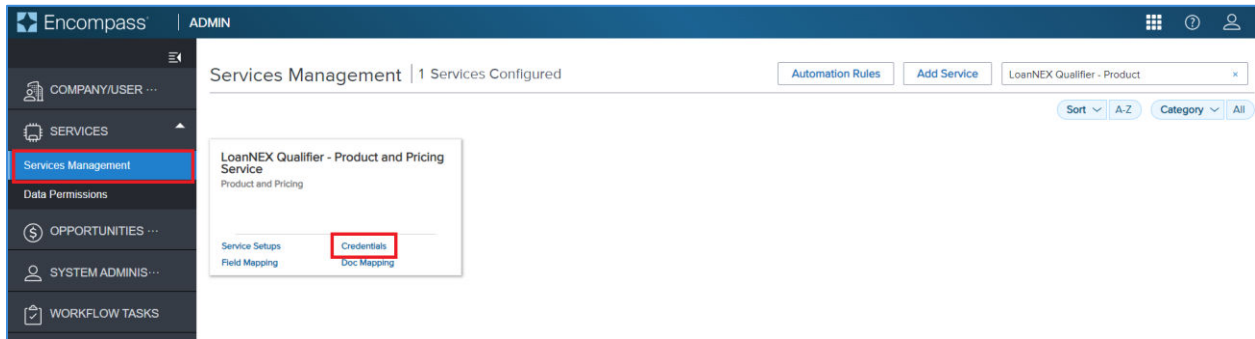 Encompass® | ADMIN
COMPANY/USER ···
SERVICES
Services Management
Data Permissions
OPPORTUNITIES ···
SYSTEM ADMINIS···
WORKFLOW TASKS
Services Management | 1 Services Configured
Automation Rules
Add Service
LoanNEX Qualifier - Product ×
Sort A-Z
Category All
LoanNEX Qualifier - Product and Pricing
Service
Product and Pricing
Service Setups
Credentials
Field Mapping
Doc Mapping